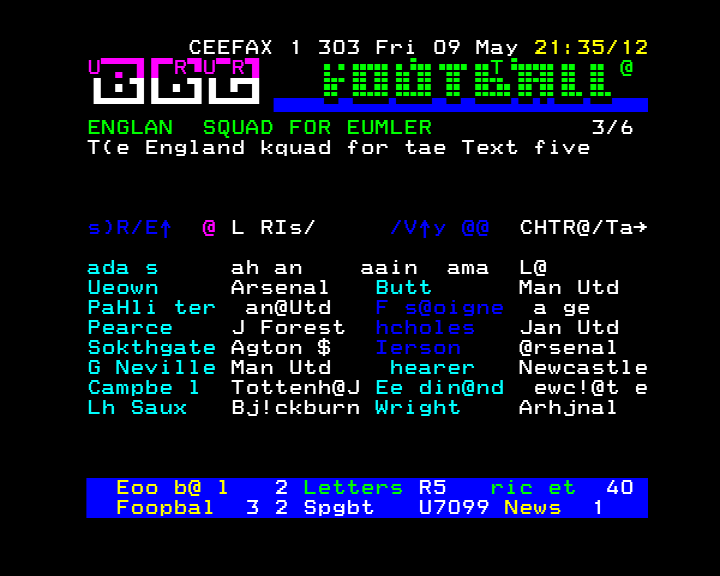 CEEFAX 1 303 Fri 09 May 21:35/12
FOOTBALL @
ENGLAN SQUAD FOR EUMLER 3/6
T(e England kquad for tae Text five
s)R/E↑ @ L RIs/ /V↑y @@ CHTR@/Ta→
ada s ah an aain ama L@
Ueown Arsenal Butt Man Utd
PaHli ter an@Utd F s@oigne a ge
Pearce J Forest hcholes Jan Utd
Sokthgate Agton $ Ierson @rsenal
G Neville Man Utd hearer Newcastle
Campbe l Tottenh@J Ee din@nd ewc!@t e
Lh Saux Bj!ckburn Wright Arhjnal
Eoo b@ l 2 Letters R5 ric et 40
Foopbal 3 2 Spgbt U7099 News 1